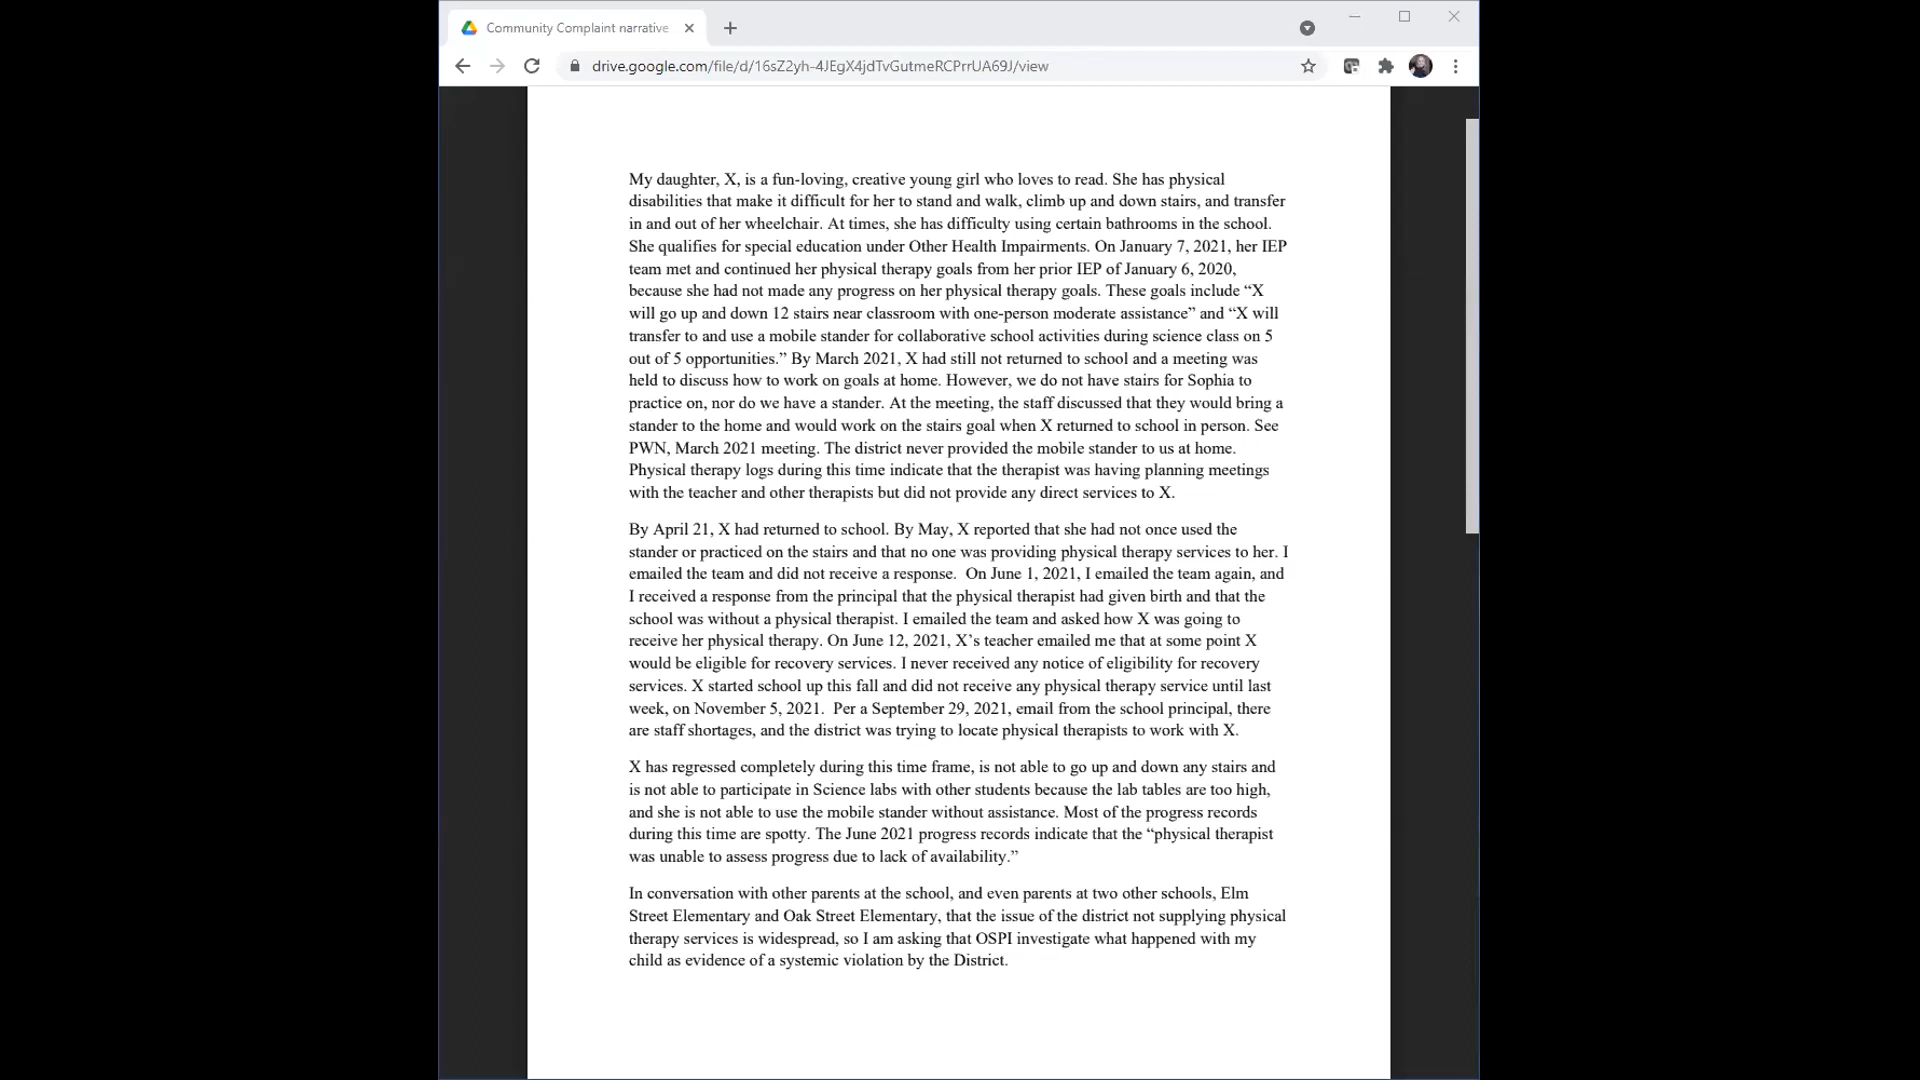 Community Complaint narrative
drive.google.com/file/d/16sZ2yh-4JEgX4jdTvGutmeRCPrrUA69J/view
My daughter, X, is a fun-loving, creative young girl who loves to read. She has physical
disabilities that make it difficult for her to stand and walk, climb up and down stairs, and transfer
in and out of her wheelchair. At times, she has difficulty using certain bathrooms in the school.
She qualifies for special education under Other Health Impairments. On January 7, 2021, her IEP
team met and continued her physical therapy goals from her prior IEP of January 6, 2020,
because she had not made any progress on her physical therapy goals. These goals include “X
will go up and down 12 stairs near classroom with one-person moderate assistance” and “X will
transfer to and use a mobile stander for collaborative school activities during science class on 5
out of 5 opportunities.” By March 2021, X had still not returned to school and a meeting was
held to discuss how to work on goals at home. However, we do not have stairs for Sophia to
practice on, nor do we have a stander. At the meeting, the staff discussed that they would bring a
stander to the home and would work on the stairs goal when X returned to school in person. See
PWN, March 2021 meeting. The district never provided the mobile stander to us at home.
Physical therapy logs during this time indicate that the therapist was having planning meetings
with the teacher and other therapists but did not provide any direct services to X.
By April 21, X had returned to school. By May, X reported that she had not once used the
stander or practiced on the stairs and that no one was providing physical therapy services to her. I
emailed the team and did not receive a response.  On June 1, 2021, I emailed the team again, and
I received a response from the principal that the physical therapist had given birth and that the
school was without a physical therapist. I emailed the team and asked how X was going to
receive her physical therapy. On June 12, 2021, X’s teacher emailed me that at some point X
would be eligible for recovery services. I never received any notice of eligibility for recovery
services. X started school up this fall and did not receive any physical therapy service until last
week, on November 5, 2021.  Per a September 29, 2021, email from the school principal, there
are staff shortages, and the district was trying to locate physical therapists to work with X.
X has regressed completely during this time frame, is not able to go up and down any stairs and
is not able to participate in Science labs with other students because the lab tables are too high,
and she is not able to use the mobile stander without assistance. Most of the progress records
during this time are spotty. The June 2021 progress records indicate that the “physical therapist
was unable to assess progress due to lack of availability.”
In conversation with other parents at the school, and even parents at two other schools, Elm
Street Elementary and Oak Street Elementary, that the issue of the district not supplying physical
therapy services is widespread, so I am asking that OSPI investigate what happened with my
child as evidence of a systemic violation by the District.